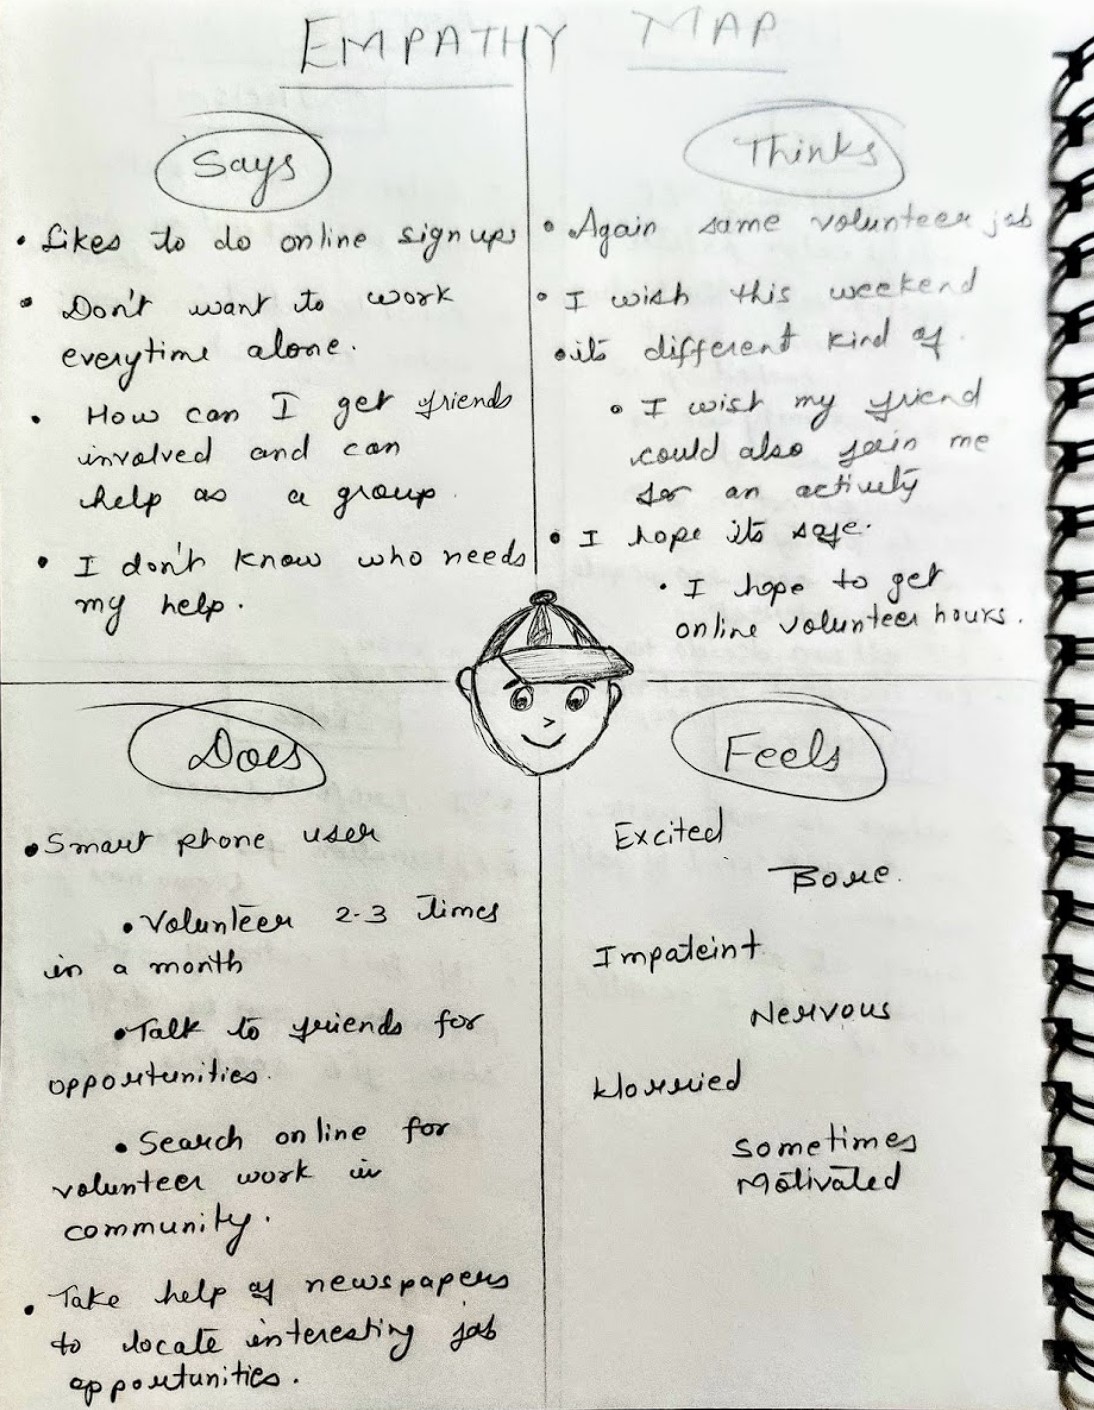 EMPATHY MAP
Says
• Likes to do online signups
• Don't want to work
everytime alone.
• How can I get friends
involved and can
help as a group.
• I don't know who needs
my help.
Thinks
• Again same volunteer job
• I wish this weekend
• its different kind of.
• I wish my friend
could also join me
for an activity
• I hope its safe.
• I hope to get
online volunteer hours.
Does
• Smart phone user
• Volunteer 2-3 times
in a month
• Talk to friends for
opportunities.
• Search online for
volunteer work in
community.
• Take help of newspapers
to locate interesting job
opportunities.
Feels
Excited
Bore.
Impateint
Nervous
Worried
Sometimes
Motivated